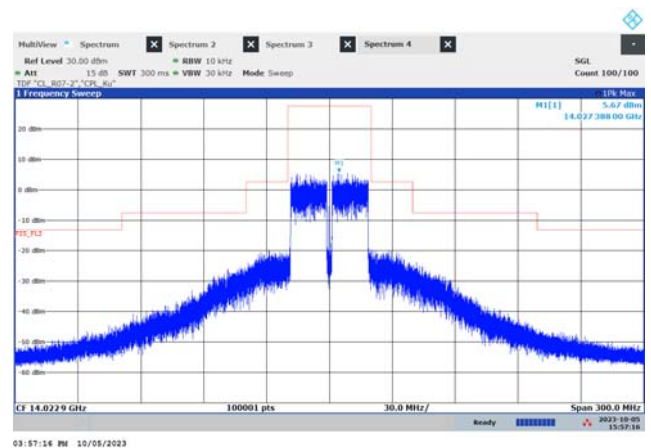 MultiView Spectrum X Spectrum 2 X Spectrum 3 X Spectrum 4 X
Ref Level 30.00 dBm RBW 10 kHz SGL
Att 15 dB SWT 300 ms VBW 30 kHz Mode Sweep Count 100/100
TDF "CL_R07-2","CPL_Ku"
1 Frequency Sweep 1Pk Max
M1[1] 5.67 dBm
14.027 388 00 GHz
20 dBm
M1
0 dBm
-10 dBm
-20 dBm
-30 dBm
-40 dBm
-50 dBm
-60 dBm
CF 14.0229 GHz 100001 pts 30.0 MHz/ Span 300.0 MHz
Ready 2023-10-05
15:57:16
03:57:16 PM 10/05/2023